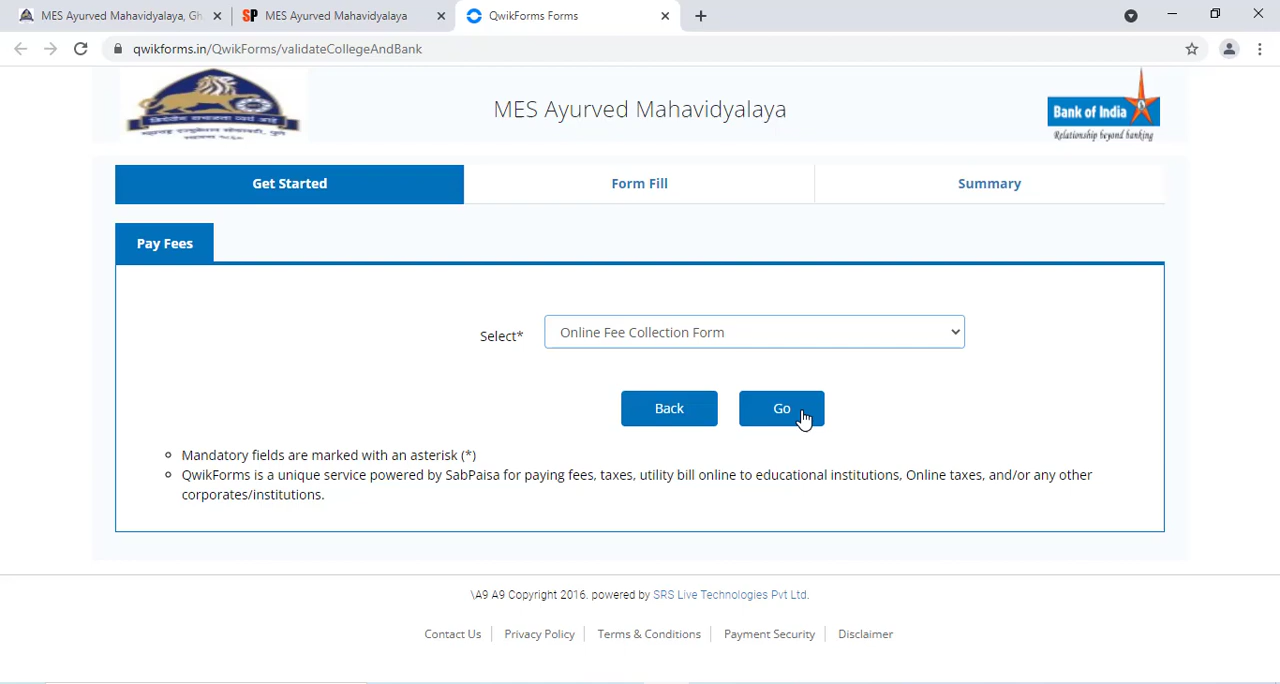 MES Ayurved Mahavidyalaya, Gh
MES Ayurved Mahavidyalaya
QwikForms Forms
qwikforms.in/QwikForms/validateCollegeAndBank
MES Ayurved Mahavidyalaya
Bank of India
Relationship beyond banking
Get Started
Form Fill
Summary
Pay Fees
Select*
Online Fee Collection Form
Back
Go
Mandatory fields are marked with an asterisk (*)
QwikForms is a unique service powered by SabPaisa for paying fees, taxes, utility bill online to educational institutions, Online taxes, and/or any other
corporates/institutions.
\A9 A9 Copyright 2016. powered by SRS Live Technologies Pvt Ltd.
Contact Us
Privacy Policy
Terms & Conditions
Payment Security
Disclaimer